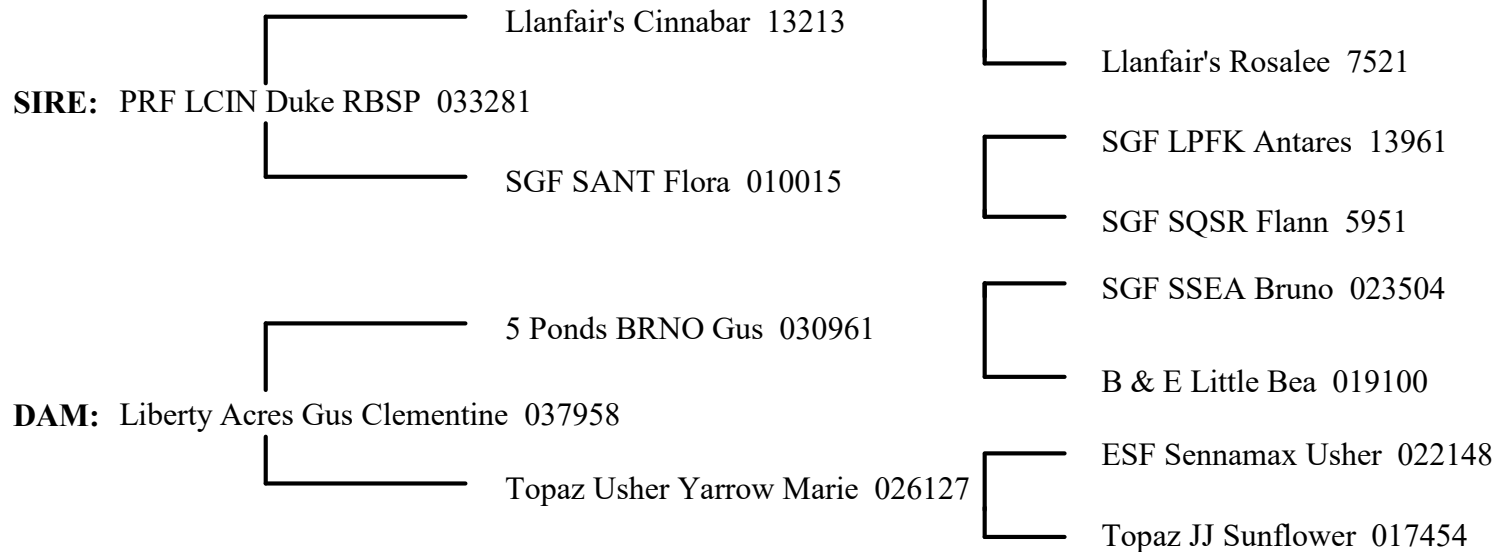 Llanfair's Cinnabar 13213
Llanfair's Rosalee 7521
SIRE: PRF LCIN Duke RBSP 033281
SGF LPFK Antares 13961
SGF SANT Flora 010015
SGF SQSR Flann 5951
SGF SSEA Bruno 023504
5 Ponds BRNO Gus 030961
B & E Little Bea 019100
DAM: Liberty Acres Gus Clementine 037958
ESF Sennamax Usher 022148
Topaz Usher Yarrow Marie 026127
Topaz JJ Sunflower 017454